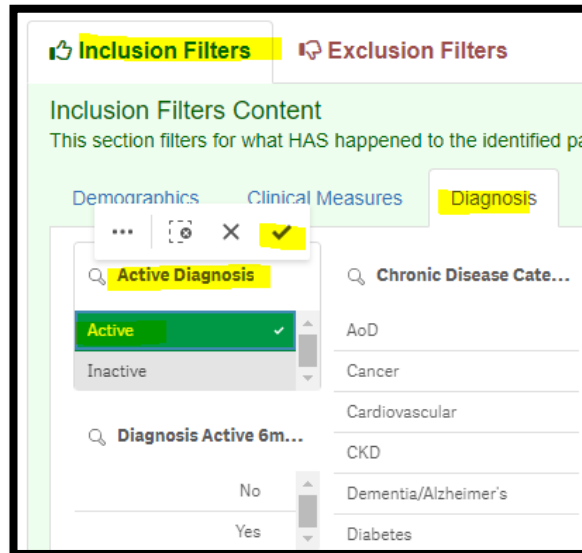 Inclusion Filters
Exclusion Filters
Inclusion Filters Content
This section filters for what HAS happened to the identified
Demographics
Clinical Measures
Diagnosis
Active Diagnosis
Active
Inactive
Diagnosis Active 6m...
No
Yes
Chronic Disease Cate...
AoD
Cancer
Cardiovascular
CKD
Dementia/Alzheimer's
Diabetes